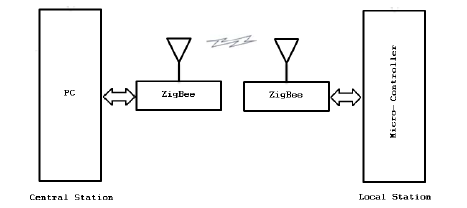 PC
ZigBee
ZigBee
Micro-Controller
Central Station
Local Station